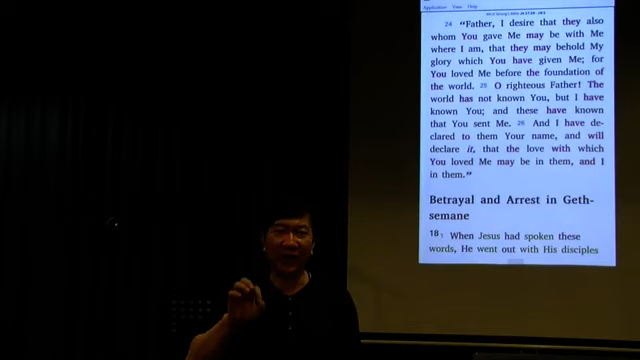 Application View Help
24 "Father, I desire that they also
whom You gave Me may be with Me
where I am, that they may behold My
glory which You have given Me; for
You loved Me before the foundation of
the world. 25 O righteous Father! The
world has not known You, but I have
known You; and these have known
that You sent Me. 26 And I have de-
clared to them Your name, and will
declare it, that the love with which
You loved Me may be in them, and I
in them."
Betrayal and Arrest in Geth-
semane
18 1 When Jesus had spoken these
words, He went out with His disciples